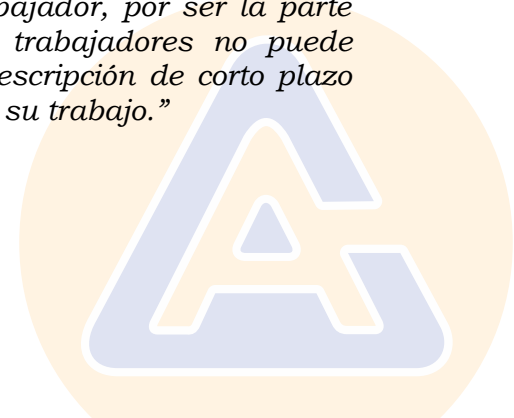 bajador, por ser la parte
trabajadores no puede
escripción de corto plazo
su trabajo.”